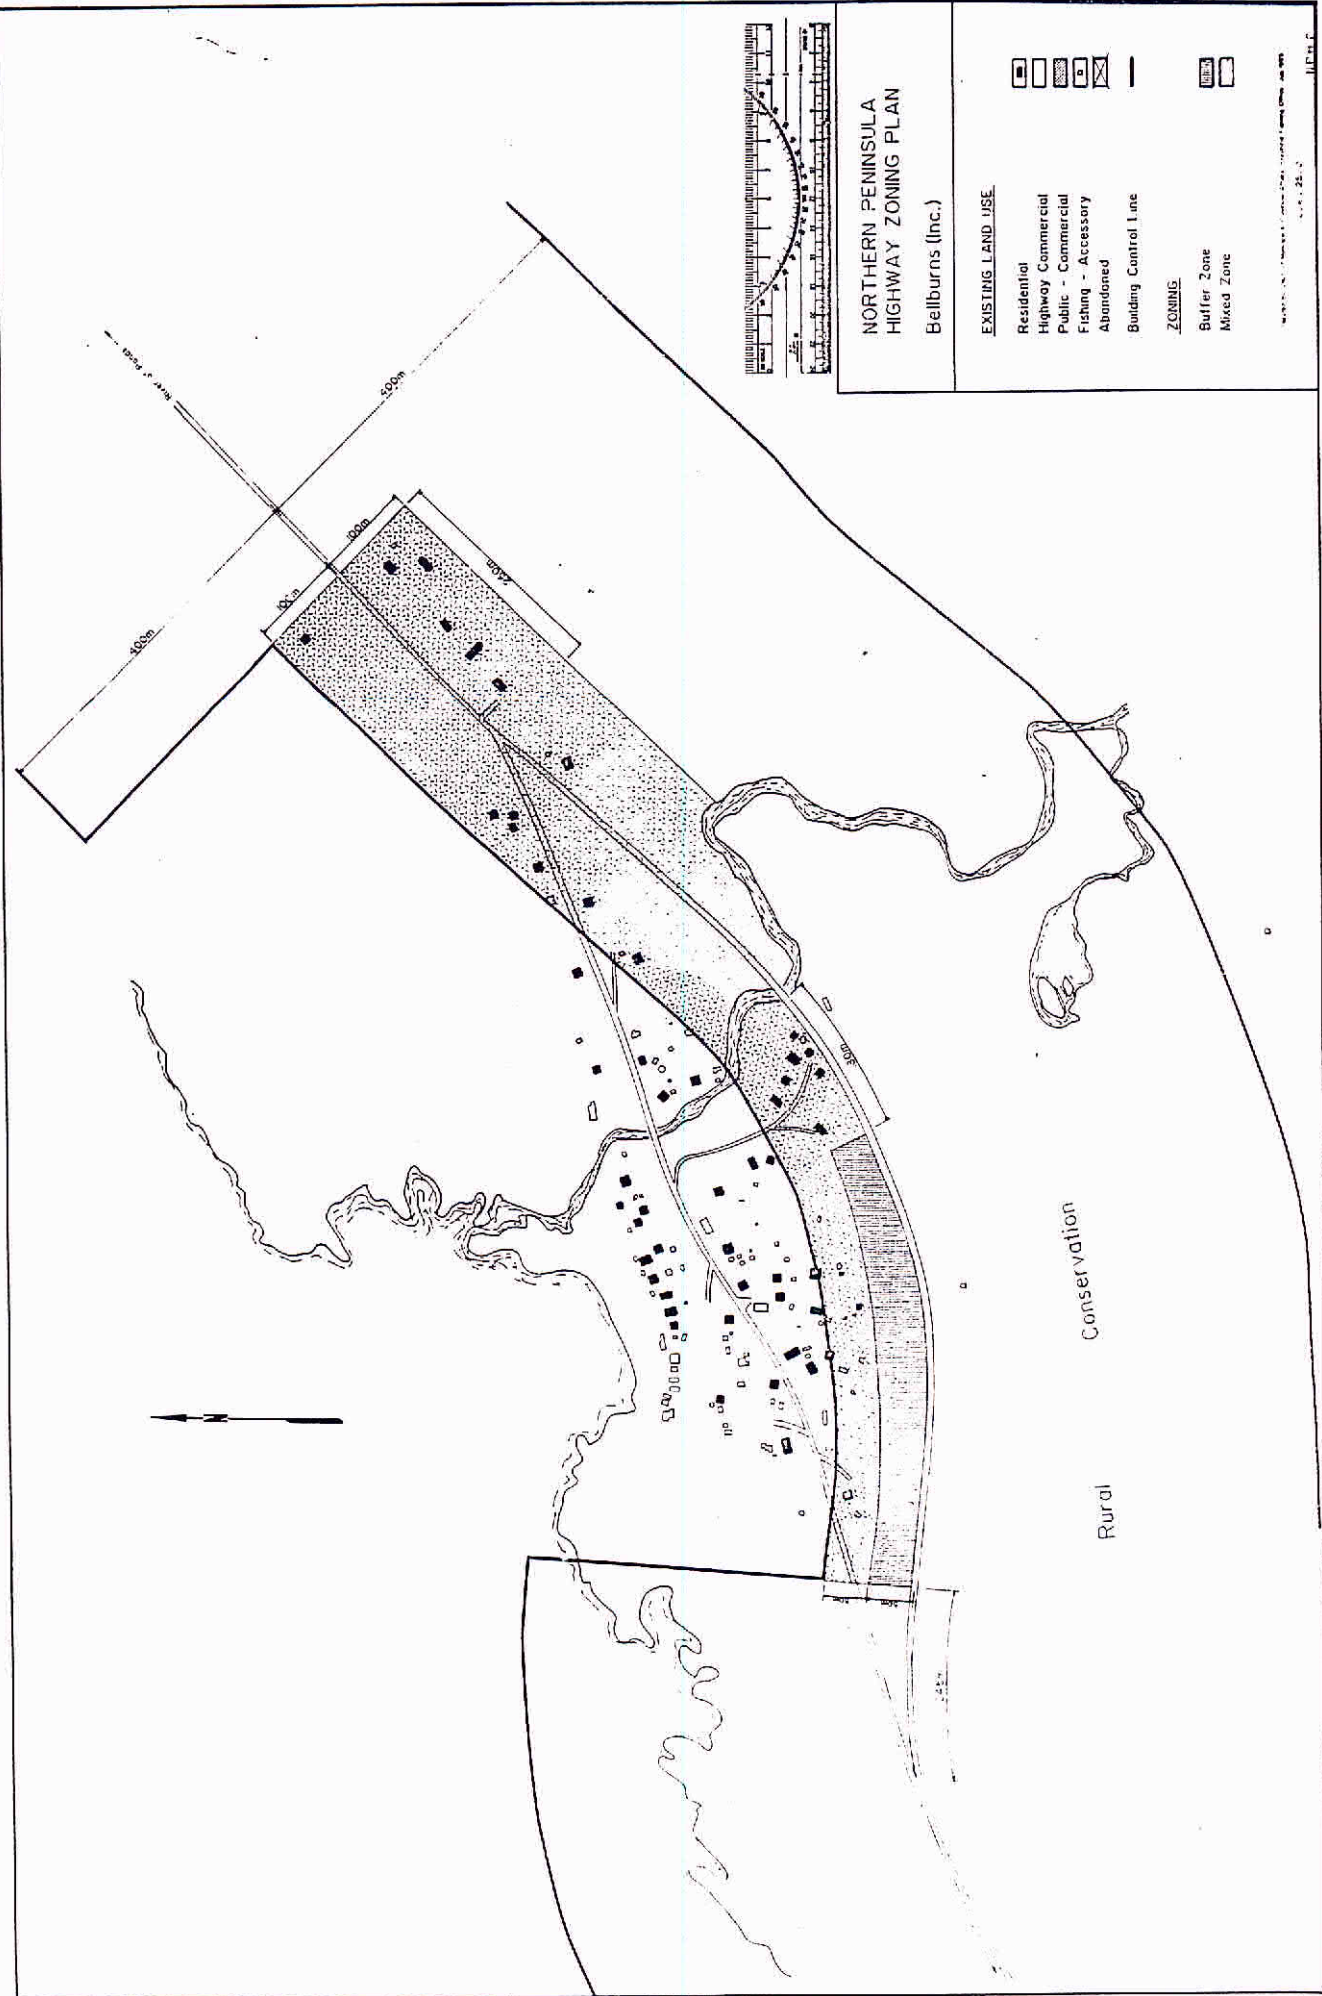 NORTHERN PENINSULA
HIGHWAY ZONING PLAN
Bellburns (Inc.)
EXISTING LAND USE
Residential
Highway Commercial
Public - Commercial
Fishing - Accessory
Abandoned
Building Control Line
ZONING
Buffer Zone
Mixed Zone
400m
400m
100m
100m
240m
N
Rural Conservation